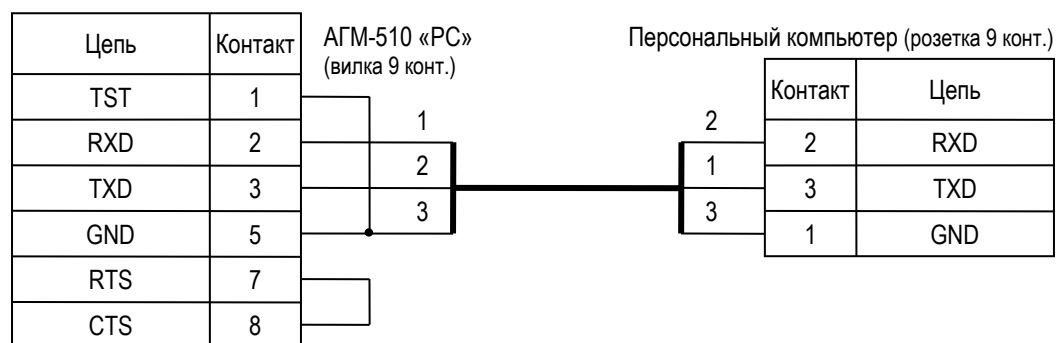 Цепь Контакт
TST 1
RXD 2
TXD 3
GND 5
RTS 7
CTS 8
АГМ-510 «PC»
(вилка 9 конт.)
1
2
3
Персональный компьютер (розетка 9 конт.)
2
1
3
Контакт Цепь
2 RXD
3 TXD
1 GND